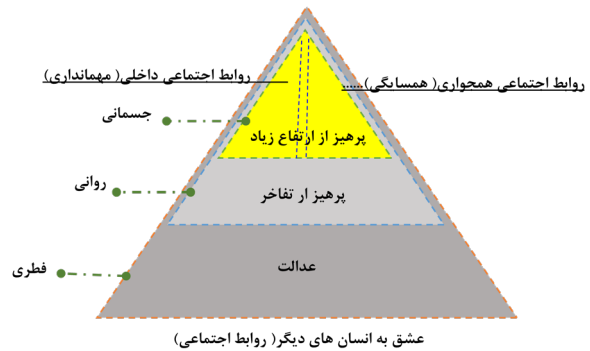 روابط اجتماعی داخلی( مهمانداری)
روابط اجتماعی همجواری( همسایگی)......
جسمانی
پرهیز از ارتفاع زیاد
روانی
پرهیز ار تفاخر
فطری
عدالت
عشق به انسان های دیگر( روابط اجتماعی)